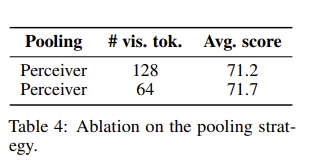 Pooling # vis. tok. Avg. score
Perceiver 128 71.2
Perceiver 64 71.7
Table 4: Ablation on the pooling strat-
egy.